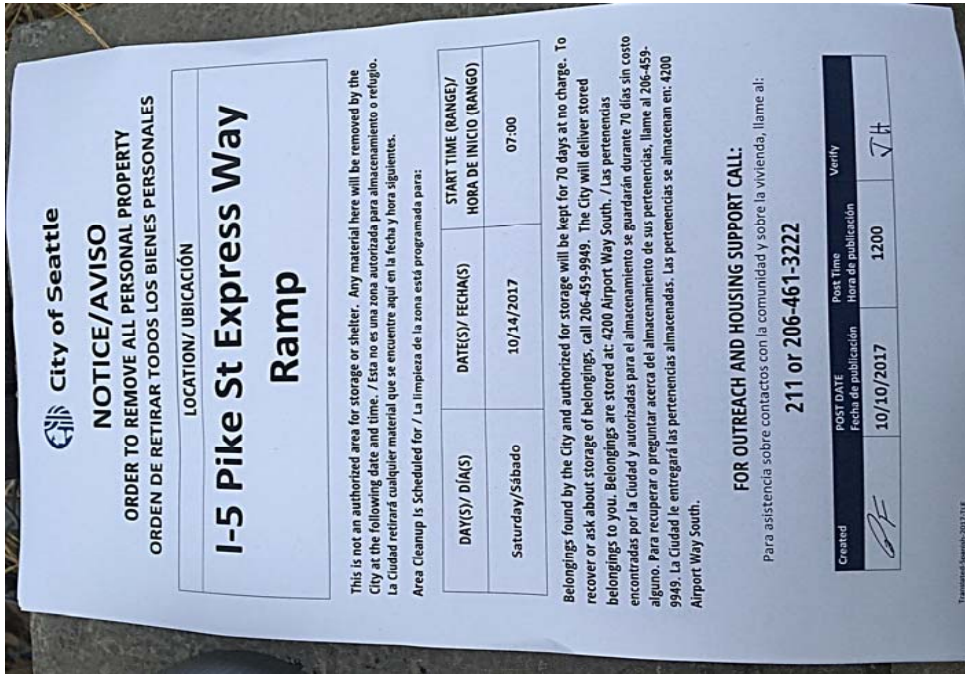 City of Seattle
NOTICE/AVISO
ORDER TO REMOVE ALL PERSONAL PROPERTY
ORDEN DE RETIRAR TODOS LOS BIENES PERSONALES
LOCATION/ UBICACIÓN
I-5 Pike St Express Way
Ramp
This is not an authorized area for storage or shelter. Any material here will be removed by the
City at the following date and time. / Esta no es una zona autorizada para almacenamiento o refugio.
La Ciudad retirará cualquier material que se encuentre aquí en la fecha y hora siguientes.
Area Cleanup Is Scheduled for / La limpieza de la zona está programada para:
DAY(S)/ DÍA(S) DATE(S)/ FECHA(S) START TIME (RANGE)/
HORA DE INICIO (RANGO)
Saturday/Sábado 10/14/2017 07:00
Belongings found by the City and authorized for storage will be kept for 70 days at no charge. To
recover or ask about storage of belongings, call 206-459-9949. The City will deliver stored
belongings to you. Belongings are stored at: 4200 Airport Way South. / Las pertenencias
encontradas por la Ciudad y autorizadas para el almacenamiento se guardarán durante 70 días sin costo
alguno. Para recuperar o preguntar acerca del almacenamiento de sus pertenencias, llame al 206-459-
9949. La Ciudad le entregará las pertenencias almacenadas. Las pertenencias se almacenan en: 4200
Airport Way South.
FOR OUTREACH AND HOUSING SUPPORT CALL:
Para asistencia sobre contactos con la comunidad y sobre la vivienda, llame al:
211 or 206-461-3222
Created POST DATE Post Time Verify
Fecha de publicación Hora de publicación
10/10/2017 1200 JH